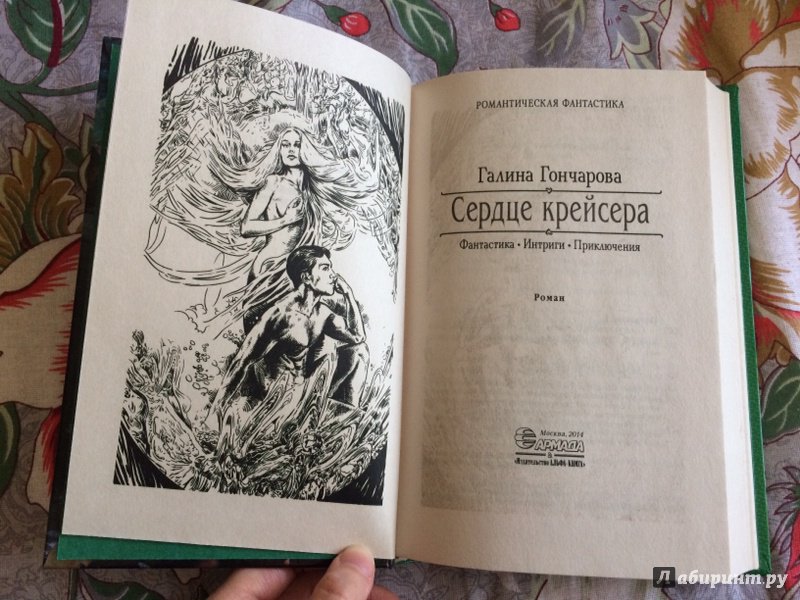 РОМАНТИЧЕСКАЯ ФАНТАСТИКА
Галина Гончарова
Сердце крейсера
Фантастика • Интриги • Приключения
Роман
Москва, 2014
АРМАДА
&
«Издательство АЛЬФА-КНИГА»
Лабиринт.ру